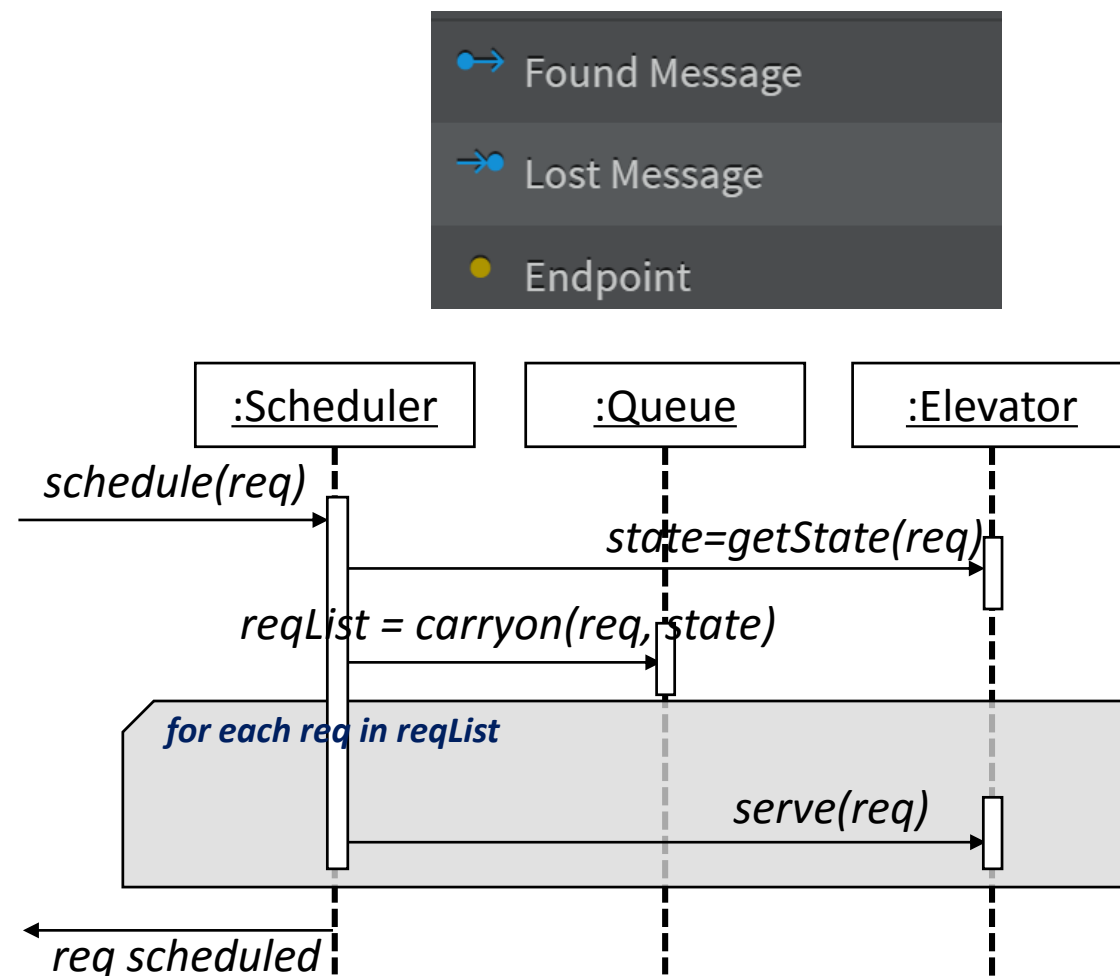 Found Message
Lost Message
Endpoint
:Scheduler
:Queue
:Elevator
schedule(req)
state=getState(req)
reqList = carryon(req, state)
for each req in reqList
serve(req)
req scheduled